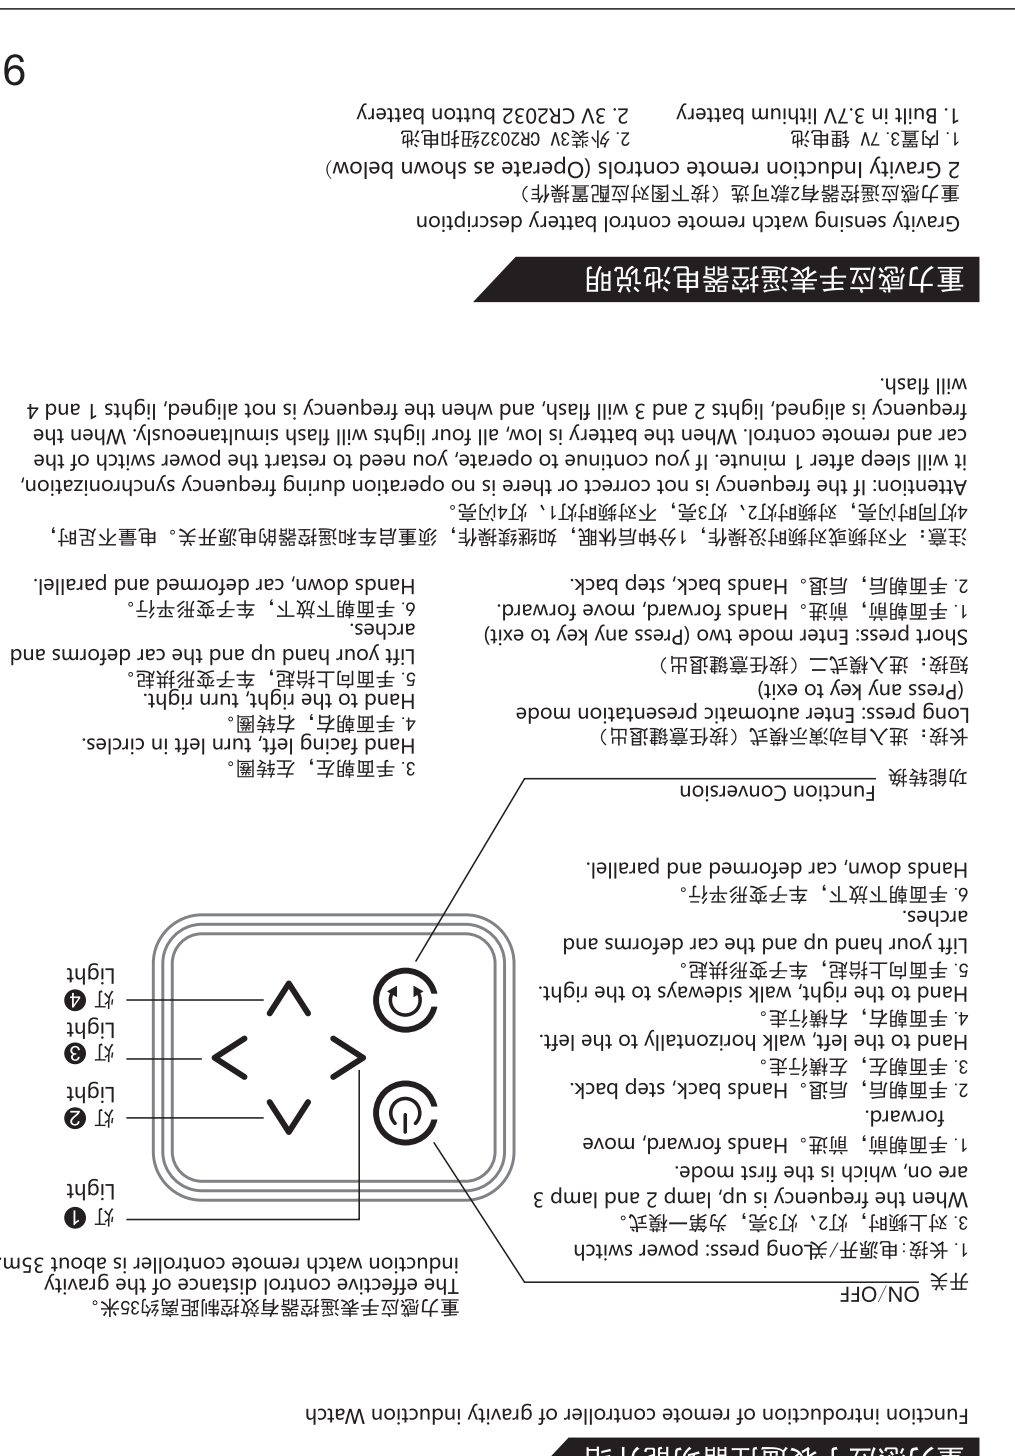 重力感应手表遥控器功能介绍
Function introduction of remote controller of gravity induction Watch
开关 ON/OFF
1. 长按:电源开/关Long press: power switch
3. 对上频时，灯2、灯3亮，为第一模式。
When the frequency is up, lamp 2 and lamp 3
are on, which is the first mode.
1. 手面朝前，前进。Hands forward, move
forward.
2. 手面朝后，后退。Hands back, step back.
3. 手面朝左，左横行走。
Hand to the left, walk horizontally to the left.
4. 手面朝右，右横行走。
Hand to the right, walk sideways to the right.
5. 手面向上抬起，车子变形拱起。
Lift your hand up and the car deforms and
arches.
6. 手面朝下放下，车子变形平行。
Hands down, car deformed and parallel.
重力感应手表遥控器有效控制距离约35米。
The effective control distance of the gravity
induction watch remote controller is about 35m.
灯 1
Light
灯 2
Light
灯 3
Light
灯 4
Light
功能转换
Function Conversion
长按：进入自动演示模式（按任意键退出）
Long press: Enter automatic presentation mode
(Press any key to exit)
短按：进入模式二（按任意键退出）
Short press: Enter mode two (Press any key to exit)
1. 手面朝前，前进。Hands forward, move forward.
2. 手面朝后，后退。Hands back, step back.
3. 手面朝左，左转圈。
Hand facing left, turn left in circles.
4. 手面朝右，右转圈。
Hand to the right, turn right.
5. 手面向上抬起，车子变形拱起。
Lift your hand up and the car deforms and
arches.
6. 手面朝下放下，车子变形平行。
Hands down, car deformed and parallel.
注意：不对频或对频时没操作，1分钟后休眠，如继续操作，须重启车和遥控器的电源开关。电量不足时，
4灯同时闪亮，对频时灯2、灯3亮，不对频时灯1、灯4闪亮。
Attention: If the frequency is not correct or there is no operation during frequency synchronization,
it will sleep after 1 minute. If you continue to operate, you need to restart the power switch of the
car and remote control. When the battery is low, all four lights will flash simultaneously. When the
frequency is aligned, lights 2 and 3 will flash, and when the frequency is not aligned, lights 1 and 4
will flash.
重力感应手表遥控器电池说明
Gravity sensing watch remote control battery description
重力感应遥控器有2款可选（按下图对应配置操作）
2 Gravity Induction remote controls (Operate as shown below)
1. 内置3.7V 锂电池
1. Built in 3.7V lithium battery
2. 外装3V CR2032纽扣电池
2. 3V CR2032 button battery
9